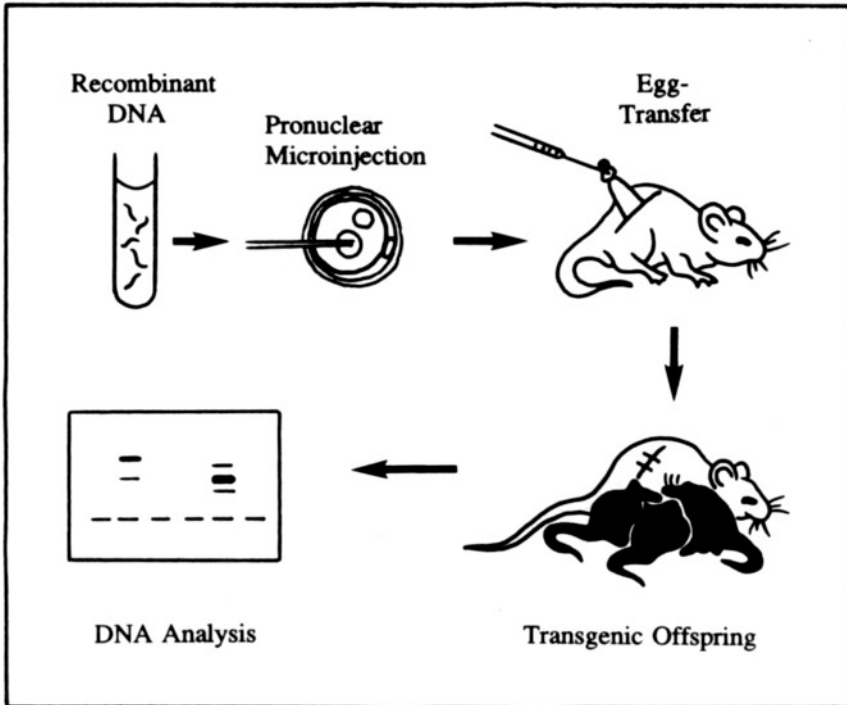 Recombinant
DNA
Pronuclear
Microinjection
Egg-
Transfer
DNA Analysis
Transgenic Offspring